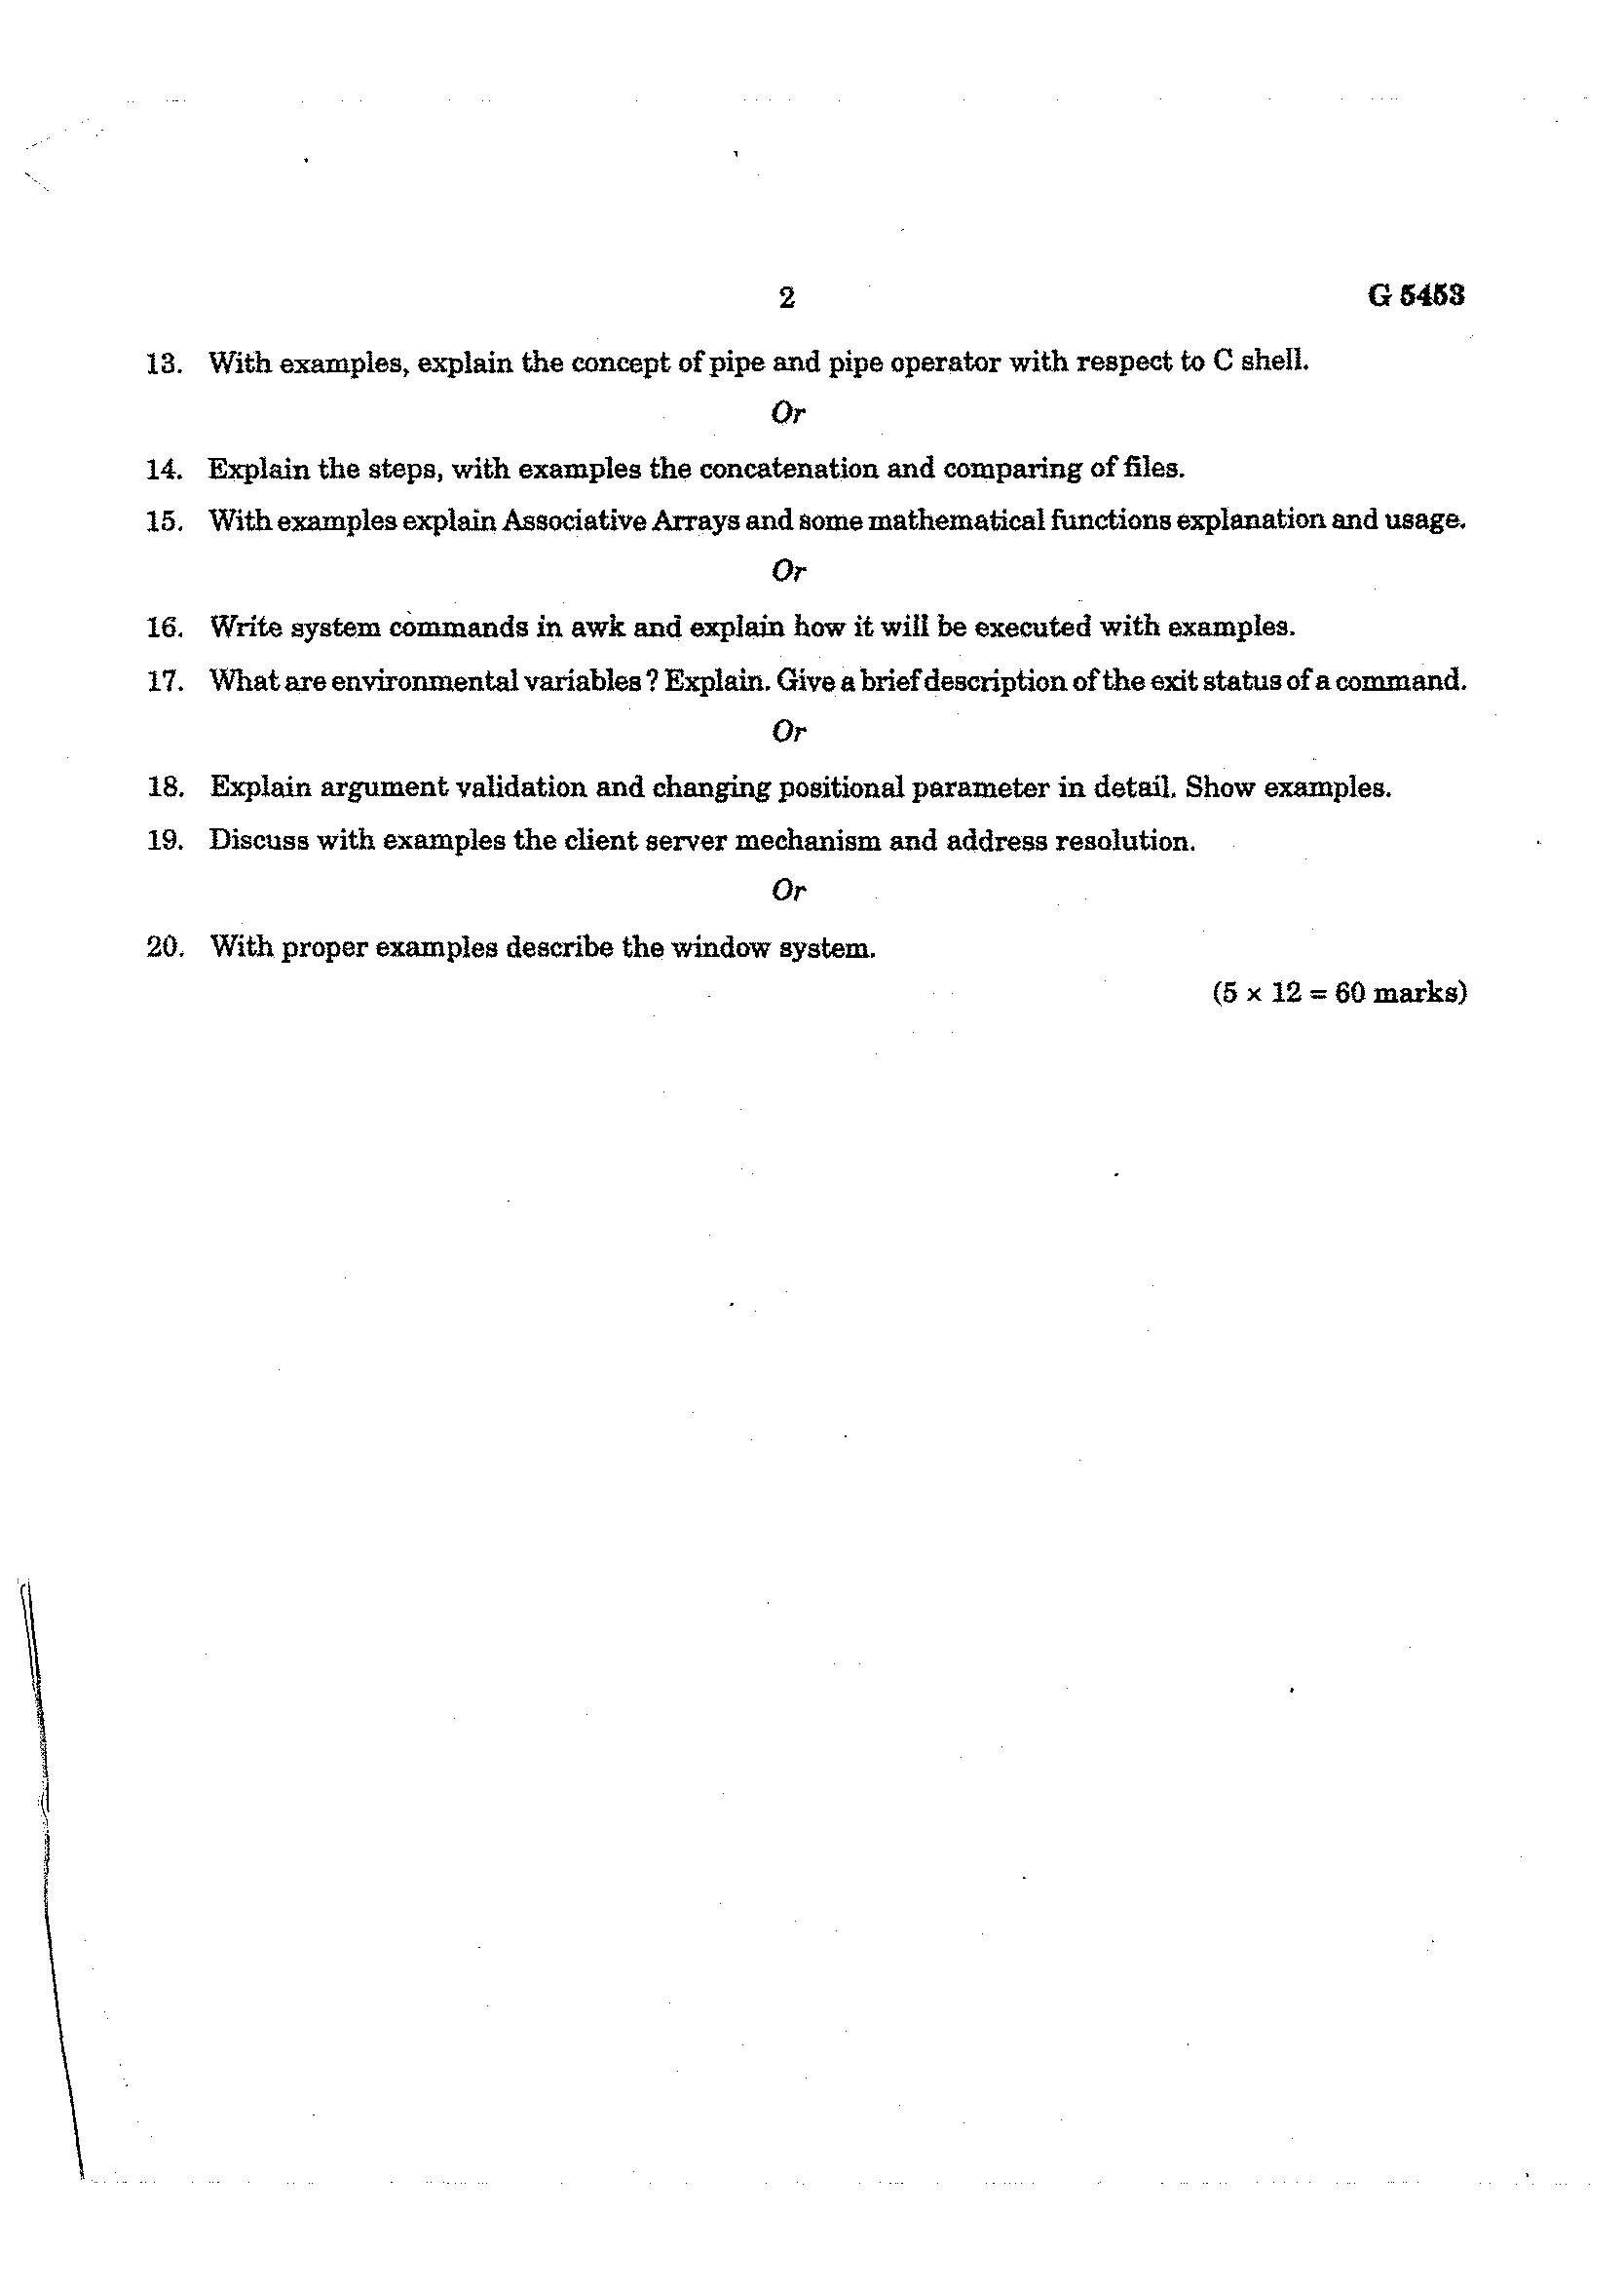 2
G 5453
13. With examples, explain the concept of pipe and pipe operator with respect to C shell.
Or
14. Explain the steps, with examples the concatenation and comparing of files.
15. With examples explain Associative Arrays and some mathematical functions explanation and usage.
Or
16. Write system commands in awk and explain how it will be executed with examples.
17. What are environmental variables ? Explain. Give a brief description of the exit status of a command.
Or
18. Explain argument validation and changing positional parameter in detail. Show examples.
19. Discuss with examples the client server mechanism and address resolution.
Or
20. With proper examples describe the window system.
(5 × 12 = 60 marks)